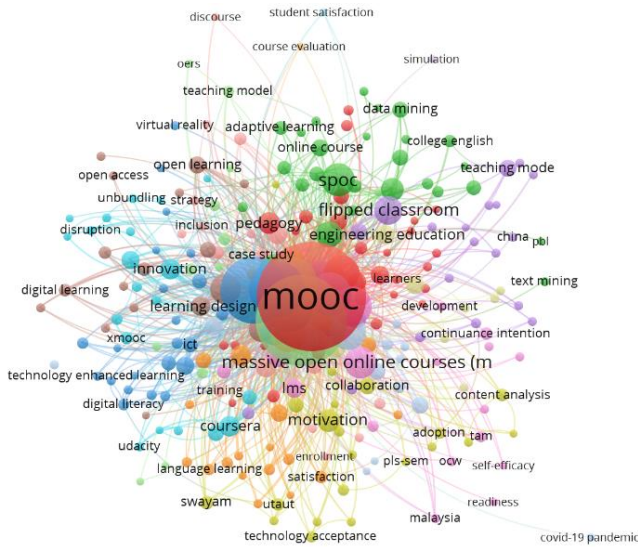 discourse
student satisfaction
course evaluation
oers
simulation
teaching model
data mining
virtual reality
adaptive learning
online course
college english
open learning
open access
spoc
teaching mode
unbundling
strategy
flipped classroom
disruption
inclusion
pedagogy
engineering education
china
pbl
case study
innovation
learners
text mining
digital learning
learning design
mooc
development
xmooc
ict
continuance intention
technology enhanced learning
massive open online courses (m
training
lms
collaboration
content analysis
digital literacy
coursera
motivation
adoption
tam
udacity
enrollment
pls-sem
ocw
self-efficacy
language learning
satisfaction
swayam
utaut
readiness
malaysia
technology acceptance
covid-19 pandemic